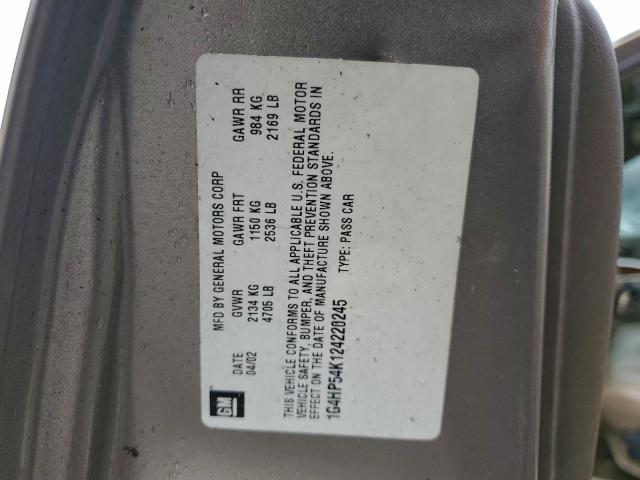 GM
MFD BY GENERAL MOTORS CORP
DATE GVWR GAWR FRT GAWR RR
04/02 2134 KG 1150 KG 984 KG
4705 LB 2536 LB 2169 LB
THIS VEHICLE CONFORMS TO ALL APPLICABLE U.S. FEDERAL MOTOR
VEHICLE SAFETY, BUMPER, AND THEFT PREVENTION STANDARDS IN
EFFECT ON THE DATE OF MANUFACTURE SHOWN ABOVE.
1G4HP54K124220245 TYPE: PASS CAR